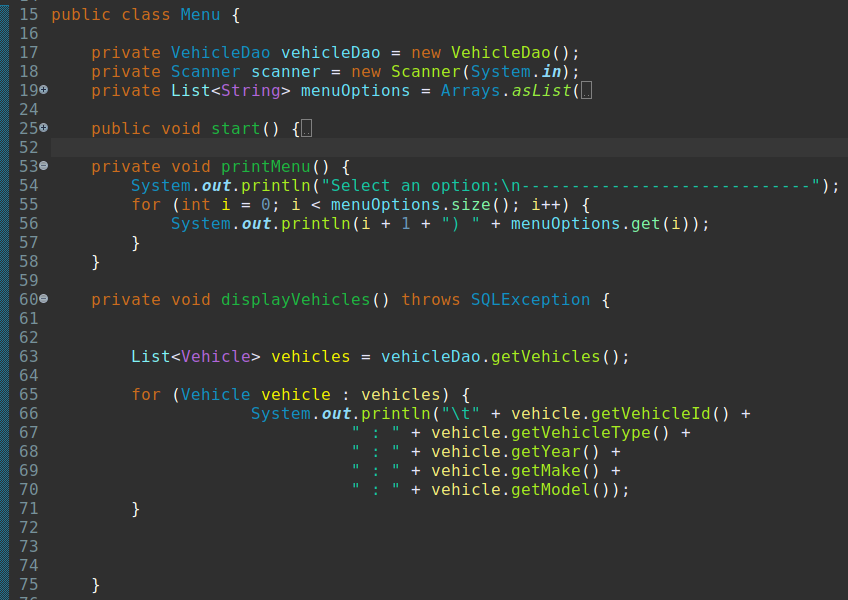 15 public class Menu {
16
17     private VehicleDao vehicleDao = new VehicleDao();
18     private Scanner scanner = new Scanner(System.in);
19     private List<String> menuOptions = Arrays.asList(
24
25     public void start() {
52
53     private void printMenu() {
54         System.out.println("Select an option:\n-----------------------------");
55         for (int i = 0; i < menuOptions.size(); i++) {
56             System.out.println(i + 1 + ") " + menuOptions.get(i));
57         }
58     }
59
60     private void displayVehicles() throws SQLException {
61
62
63         List<Vehicle> vehicles = vehicleDao.getVehicles();
64
65         for (Vehicle vehicle : vehicles) {
66                     System.out.println("\t" + vehicle.getVehicleId() +
67                               " : " + vehicle.getVehicleType() +
68                               " : " + vehicle.getYear() +
69                               " : " + vehicle.getMake() +
70                               " : " + vehicle.getModel());
71         }
72
73
74
75     }